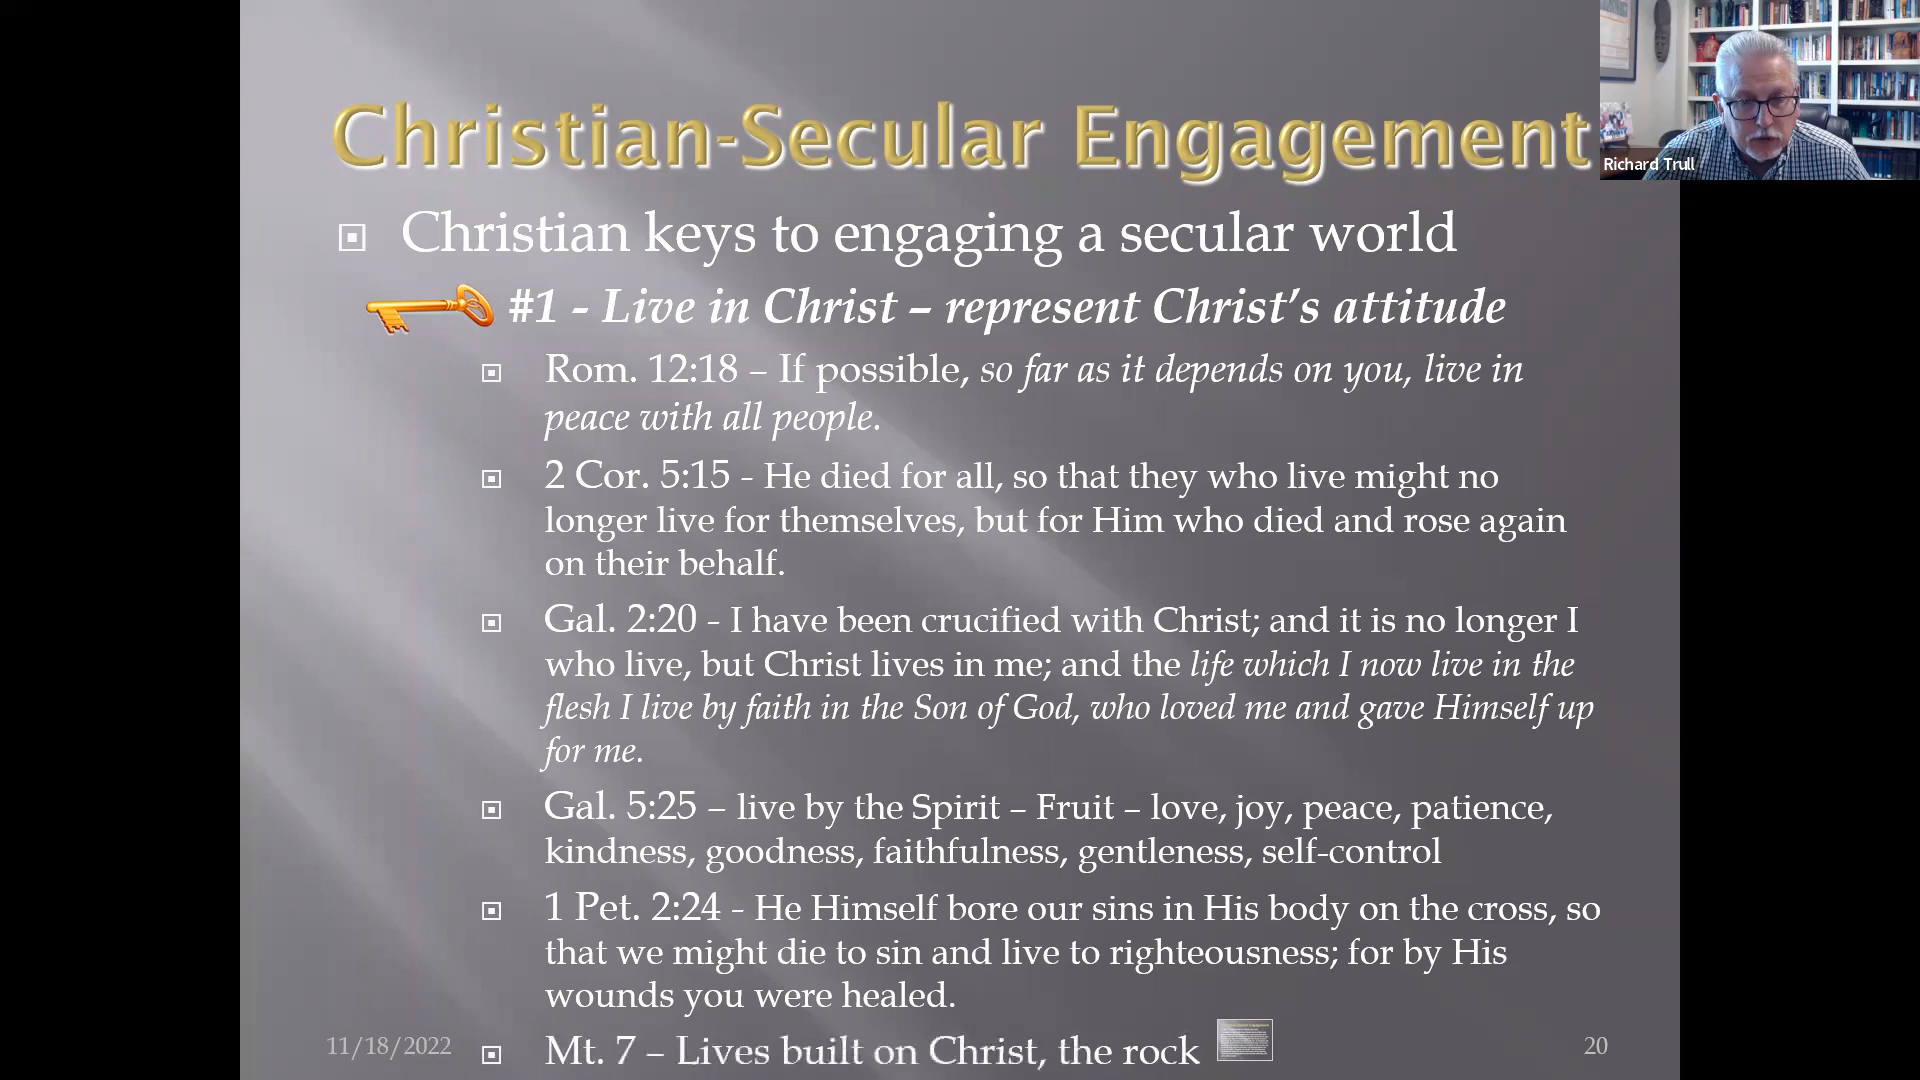 Christian-Secular Engagement
Richard Trull
Christian keys to engaging a secular world
#1 - Live in Christ – represent Christ’s attitude
Rom. 12:18 – If possible, so far as it depends on you, live in
peace with all people.
2 Cor. 5:15 - He died for all, so that they who live might no
longer live for themselves, but for Him who died and rose again
on their behalf.
Gal. 2:20 - I have been crucified with Christ; and it is no longer I
who live, but Christ lives in me; and the life which I now live in the
flesh I live by faith in the Son of God, who loved me and gave Himself up
for me.
Gal. 5:25 – live by the Spirit – Fruit – love, joy, peace, patience,
kindness, goodness, faithfulness, gentleness, self-control
1 Pet. 2:24 - He Himself bore our sins in His body on the cross, so
that we might die to sin and live to righteousness; for by His
wounds you were healed.
Mt. 7 – Lives built on Christ, the rock
11/18/2022
20